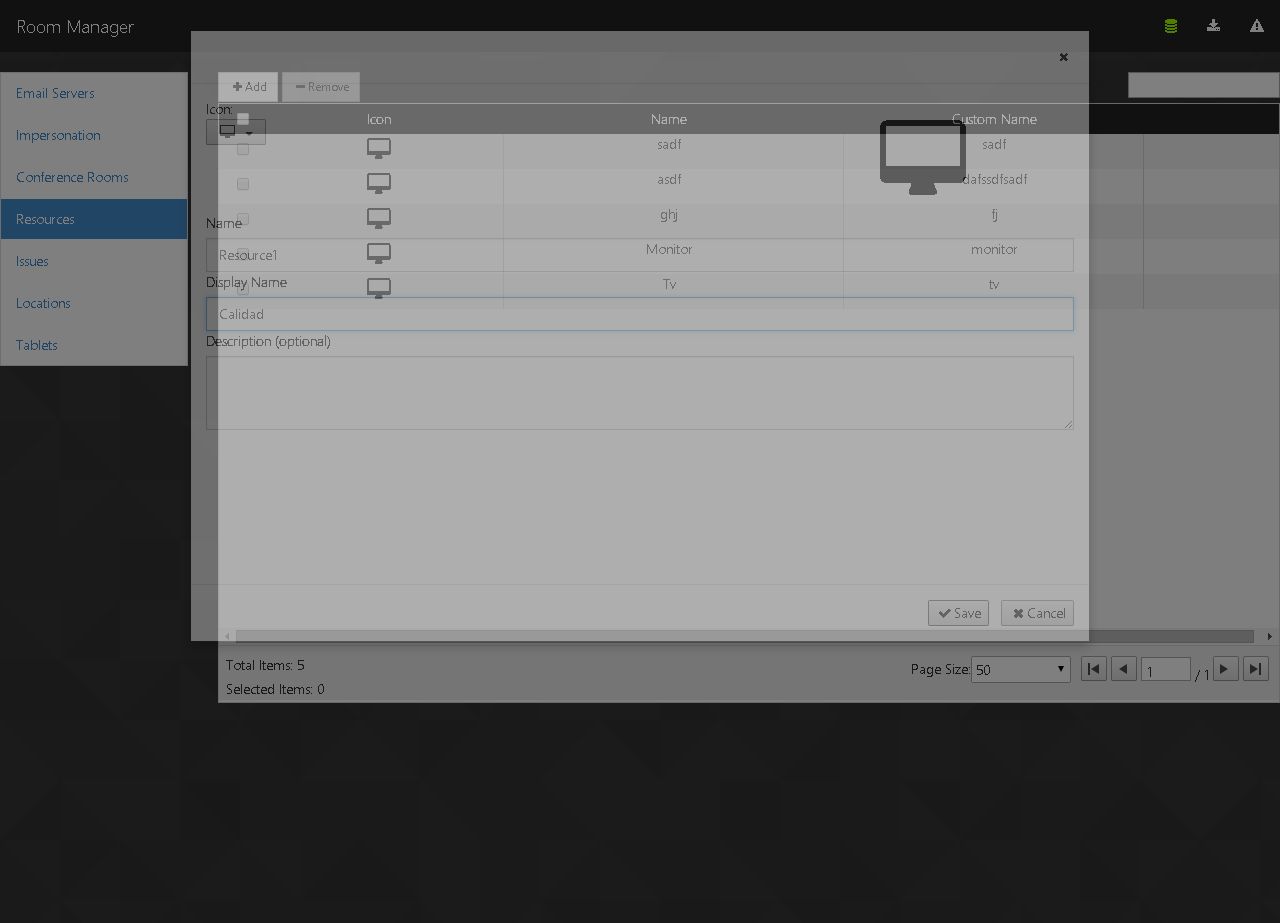 Room Manager
Email Servers
Impersonation
Conference Rooms
Resources
Issues
Locations
Tablets
Add Remove
Icon:
Icon Name Custom Name
sadf sadf
asdf dafssdfsadf
ghj fj
Monitor monitor
Tv tv
Name
Resource1
Display Name
Calidad
Description (optional)
Save Cancel
Total Items: 5
Selected Items: 0
Page Size: 50 1 / 1